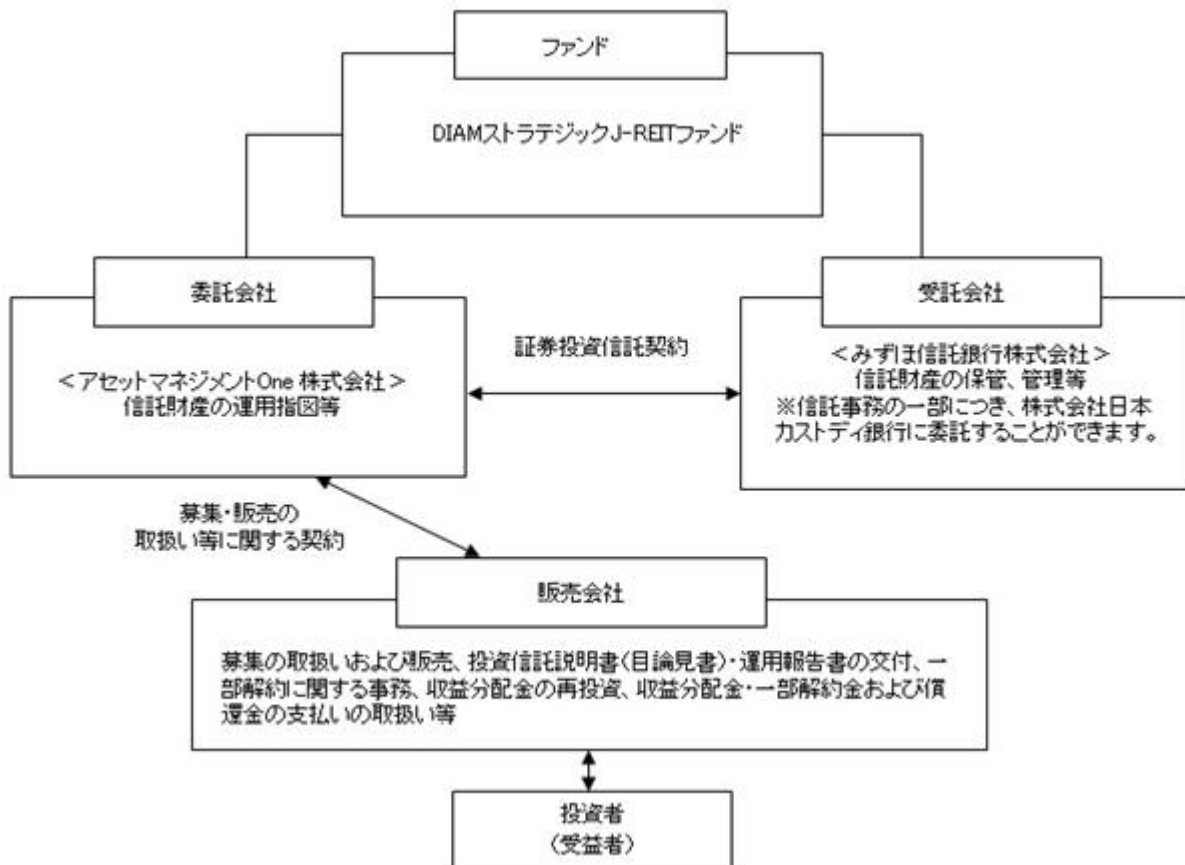 ファンド
DIAMストラテジックJ-REITファンド
委託会社
<アセットマネジメントOne 株式会社>
信託財産の運用指図等
証券投資信託契約
受託会社
<みずほ信託銀行株式会社>
信託財産の保管、管理等
※信託事務の一部につき、株式会社日本
カストディ銀行に委託することができます。
募集・販売の
取扱い等に関する契約
販売会社
募集の取扱いおよび販売、投資信託説明書(目論見書)・運用報告書の交付、一
部解約に関する事務、収益分配金の再投資、収益分配金・一部解約金および償
還金の支払いの取扱い等
投資者
(受益者)